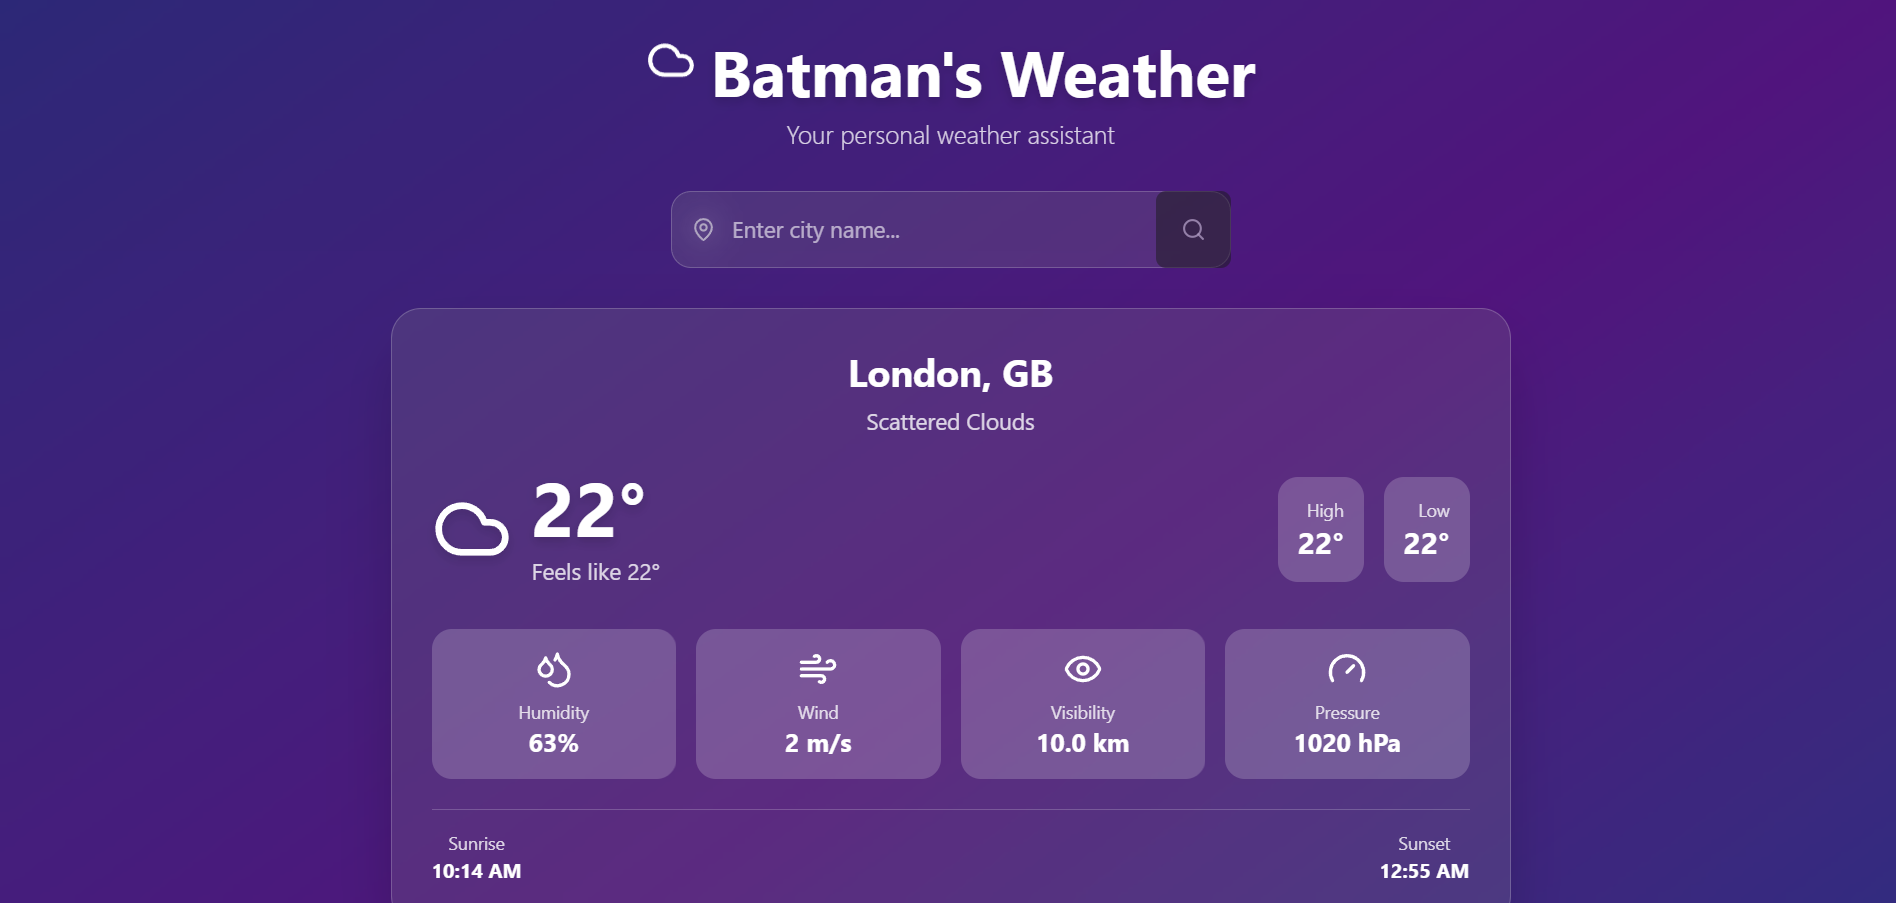 Batman's Weather
Your personal weather assistant
Enter city name...
London, GB
Scattered Clouds
22°
Feels like 22°
High
22°
Low
22°
Humidity
63%
Wind
2 m/s
Visibility
10.0 km
Pressure
1020 hPa
Sunrise
10:14 AM
Sunset
12:55 AM